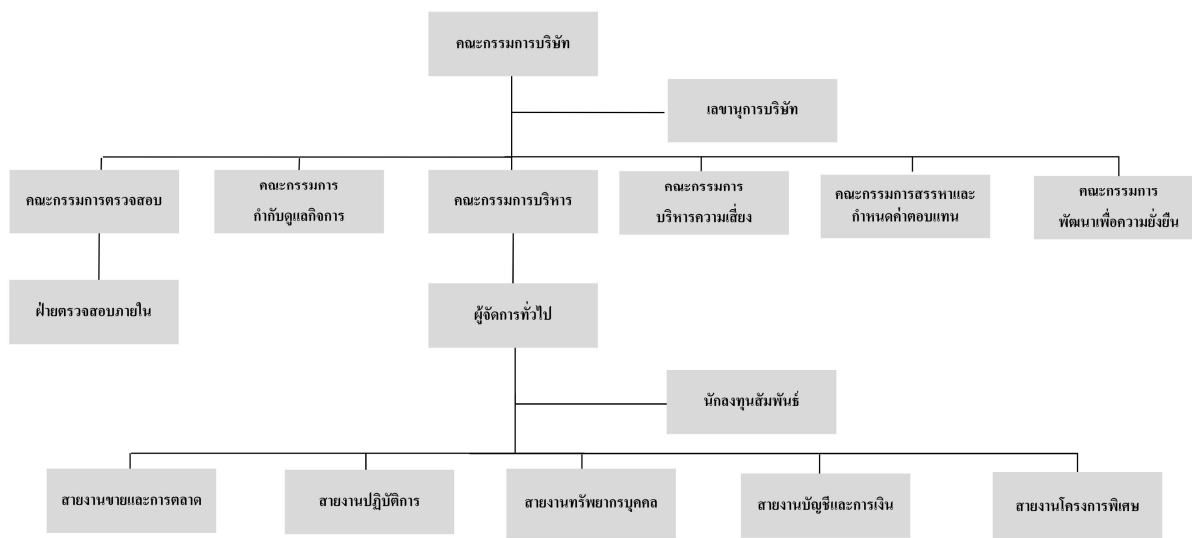 คณะกรรมการบริษัท
เลขานุการบริษัท
คณะกรรมการตรวจสอบ
คณะกรรมการ
กำกับดูแลกิจการ
คณะกรรมการบริหาร
คณะกรรมการ
บริหารความเสี่ยง
คณะกรรมการสรรหาและ
กำหนดค่าตอบแทน
คณะกรรมการ
พัฒนาเพื่อความยั่งยืน
ฝ่ายตรวจสอบภายใน
ผู้จัดการทั่วไป
นักลงทุนสัมพันธ์
สายงานขายและการตลาด
สายงานปฏิบัติการ
สายงานทรัพยากรบุคคล
สายงานบัญชีและการเงิน
สายงานโครงการพิเศษ